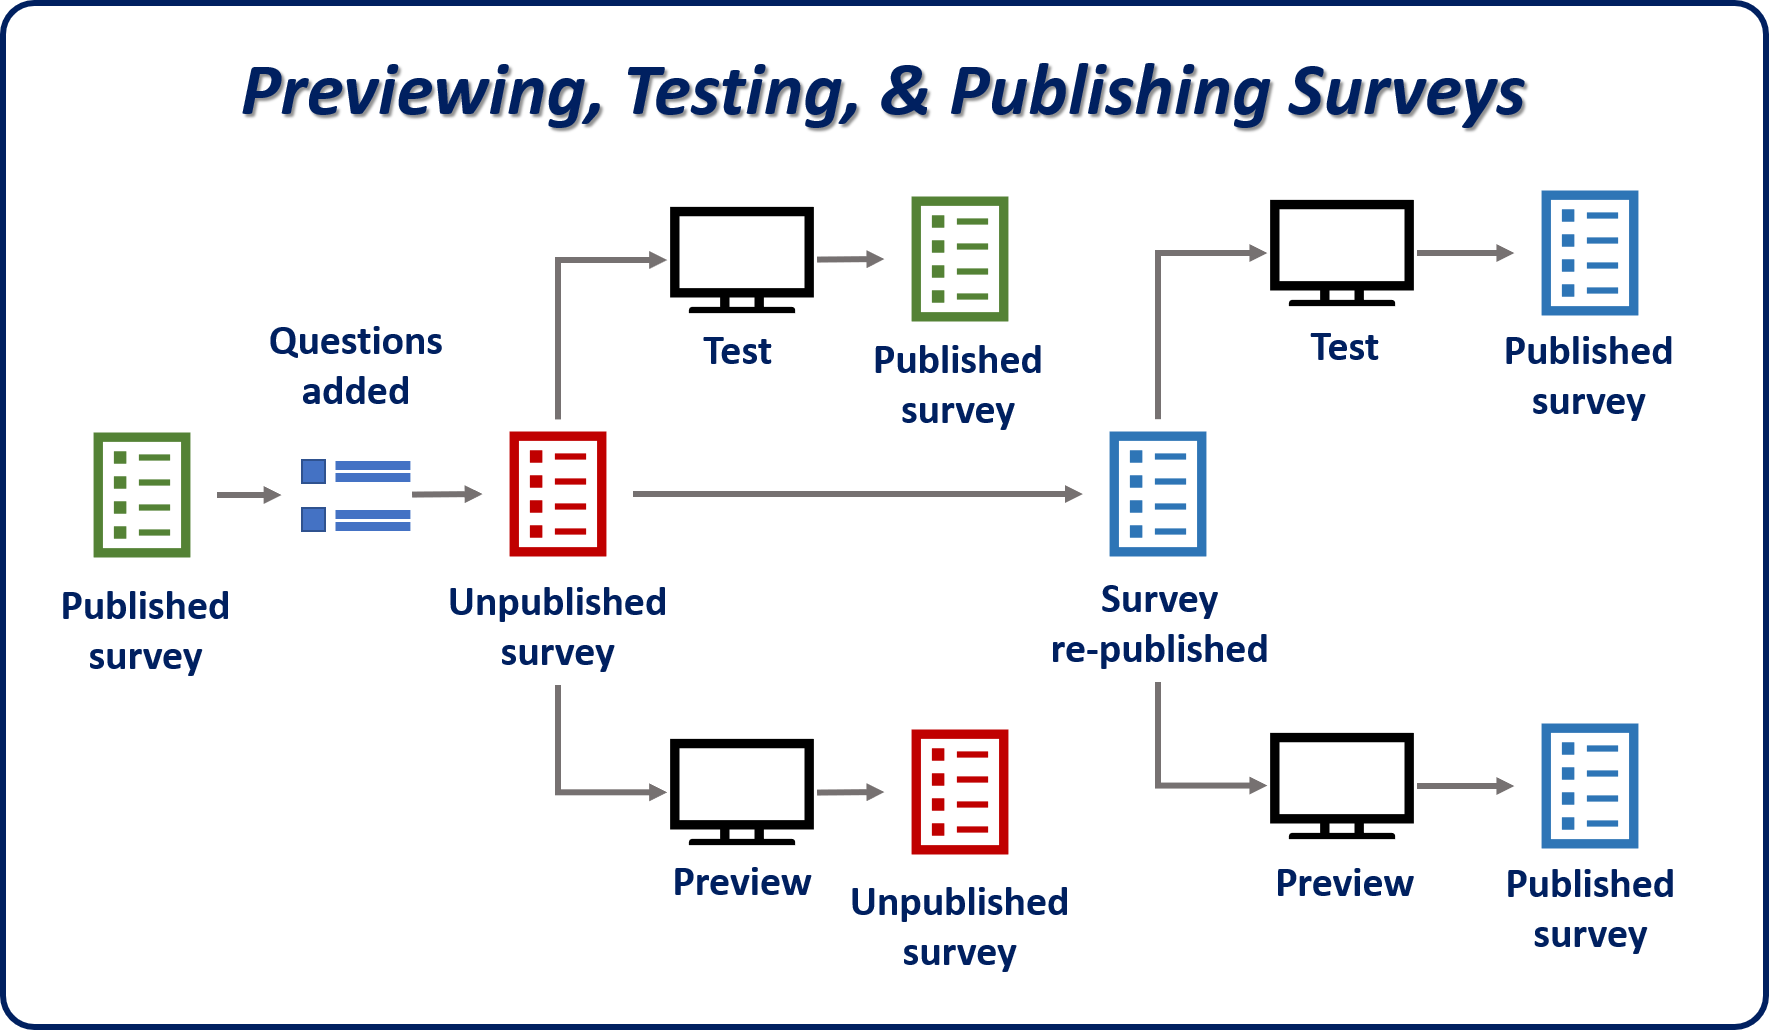 Previewing, Testing, & Publishing Surveys
Published
survey
Questions
added
Unpublished
survey
Test
Published
survey
Preview
Unpublished
survey
Survey
re-published
Test
Published
survey
Preview
Published
survey